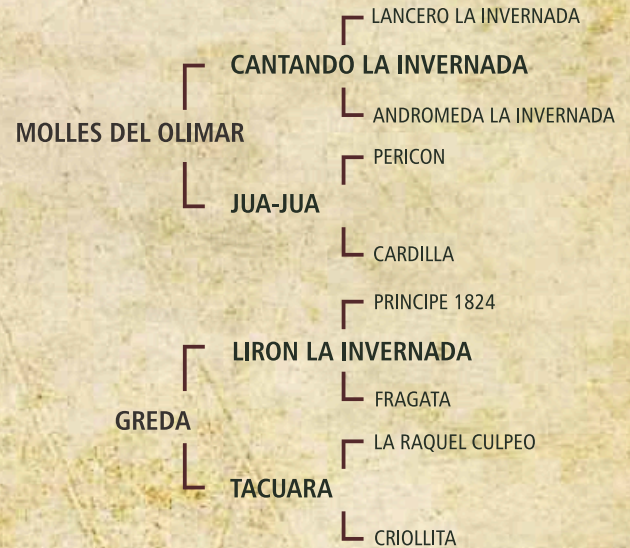 LANCERO LA INVERNADA
CANTANDO LA INVERNADA
ANDROMEDA LA INVERNADA
MOLLES DEL OLIMAR
PERICON
JUA-JUA
CARDILLA
PRINCIPE 1824
LIRON LA INVERNADA
FRAGATA
GREDA
LA RAQUEL CULPEO
TACUARA
CRIOLLITA